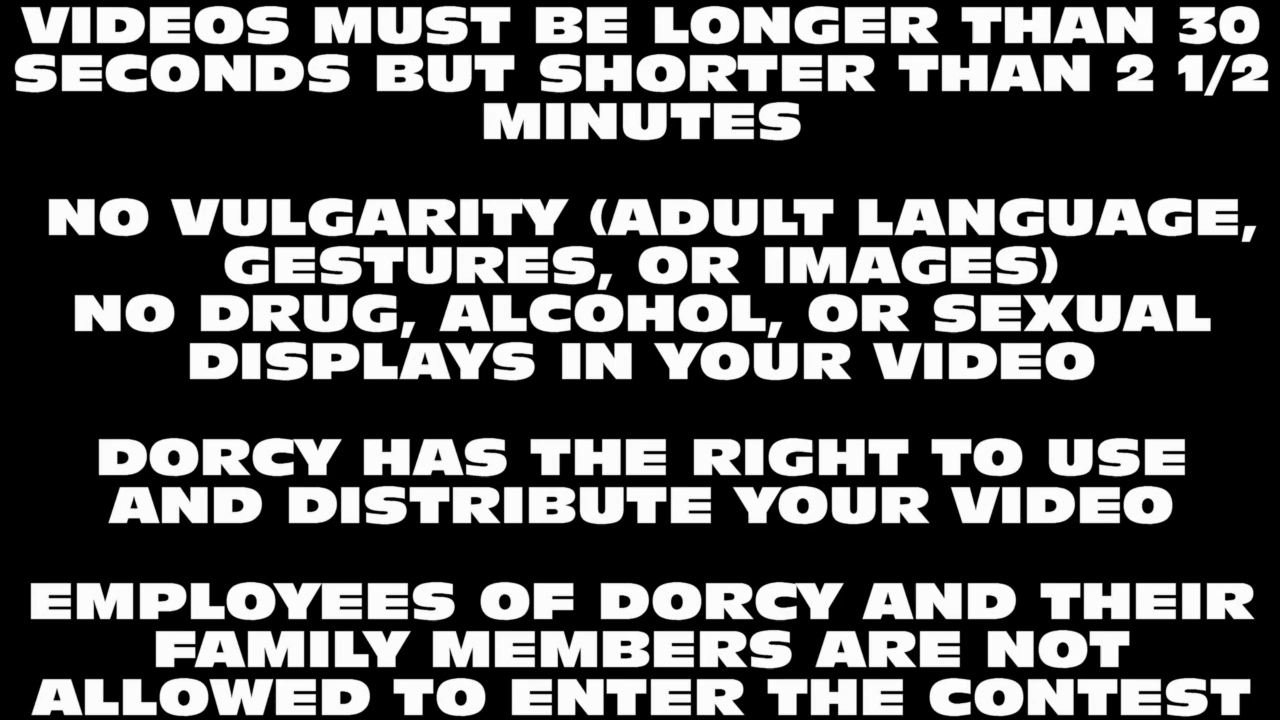 VIDEOS MUST BE LONGER THAN 30
SECONDS BUT SHORTER THAN 2 1/2
MINUTES
NO VULGARITY (ADULT LANGUAGE,
GESTURES, OR IMAGES)
NO DRUG, ALCOHOL, OR SEXUAL
DISPLAYS IN YOUR VIDEO
DORCY HAS THE RIGHT TO USE
AND DISTRIBUTE YOUR VIDEO
EMPLOYEES OF DORCY AND THEIR
FAMILY MEMBERS ARE NOT
ALLOWED TO ENTER THE CONTEST